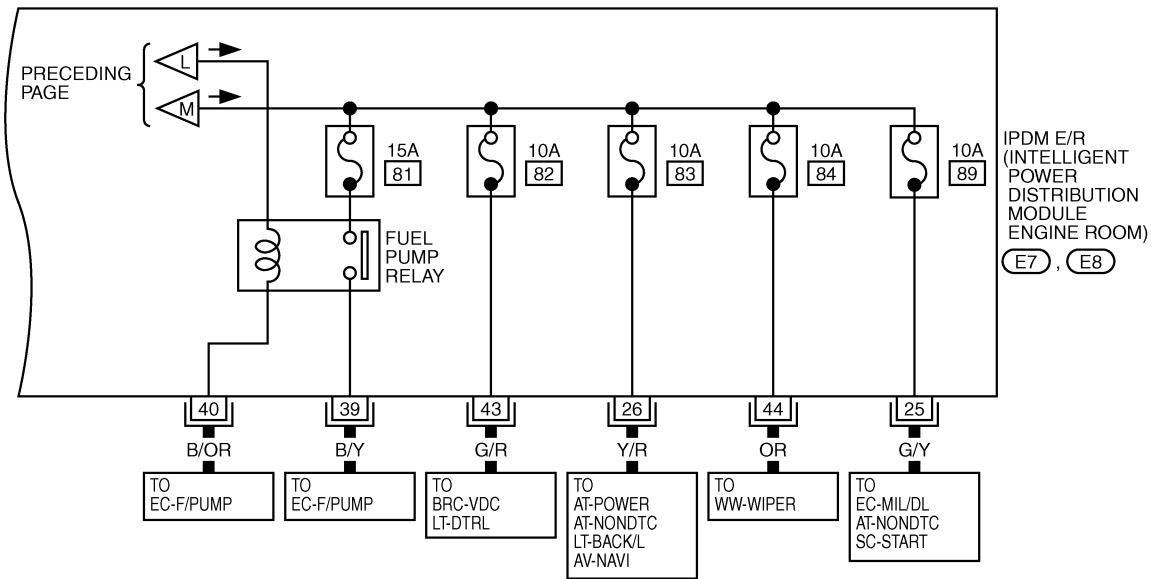 PRECEDING
PAGE
L
M
15A
81
10A
82
10A
83
10A
84
10A
89
IPDM E/R
(INTELLIGENT
POWER
DISTRIBUTION
MODULE
ENGINE ROOM)
E7 , E8
FUEL
PUMP
RELAY
40
39
43
26
44
25
B/OR
B/Y
G/R
Y/R
OR
G/Y
TO
EC-F/PUMP
TO
EC-F/PUMP
TO
BRC-VDC
LT-DTRL
TO
AT-POWER
AT-NONDTC
LT-BACK/L
AV-NAVI
TO
WW-WIPER
TO
EC-MIL/DL
AT-NONDTC
SC-START